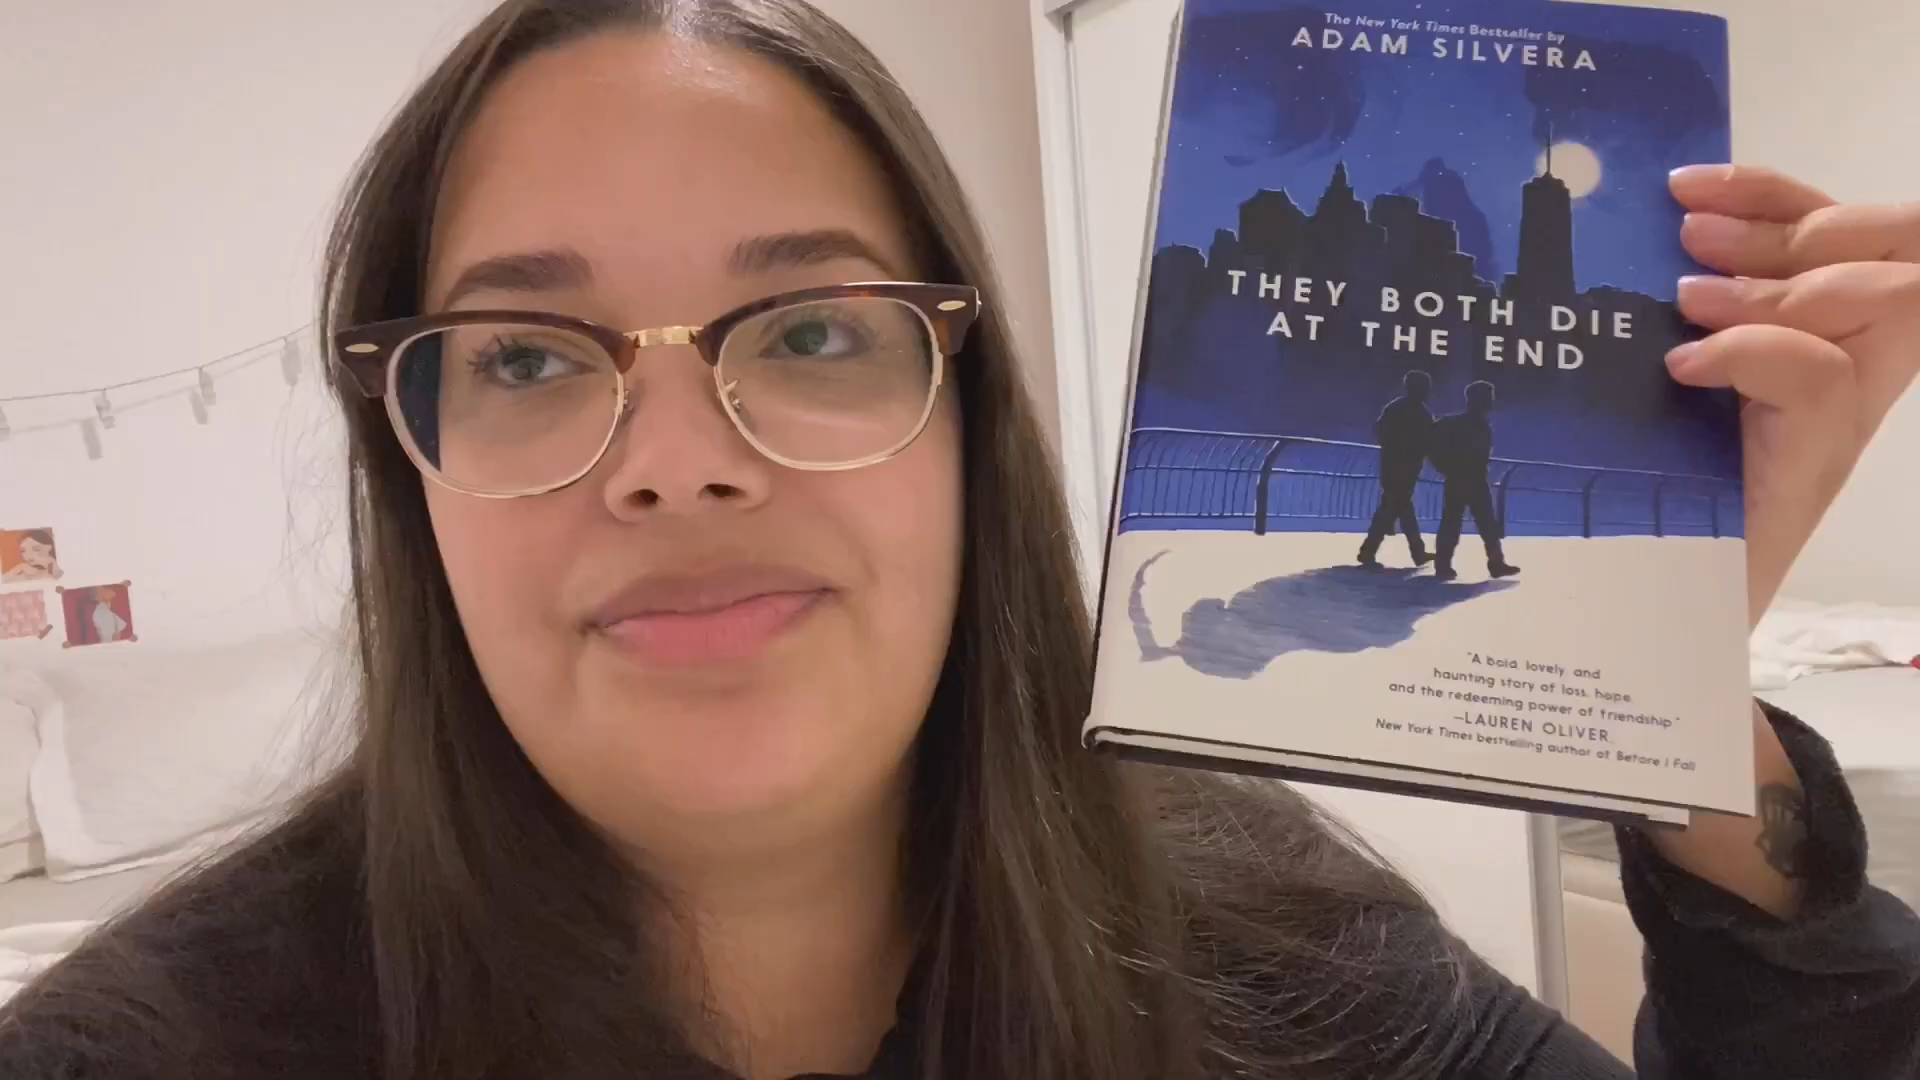 The New York Times Bestseller by
ADAM SILVERA
THEY BOTH DIE
AT THE END
"A bold, lovely and
haunting story of loss, hope
and the redeeming power of friendship."
—LAUREN OLIVER,
New York Times bestselling author of Before I Fall